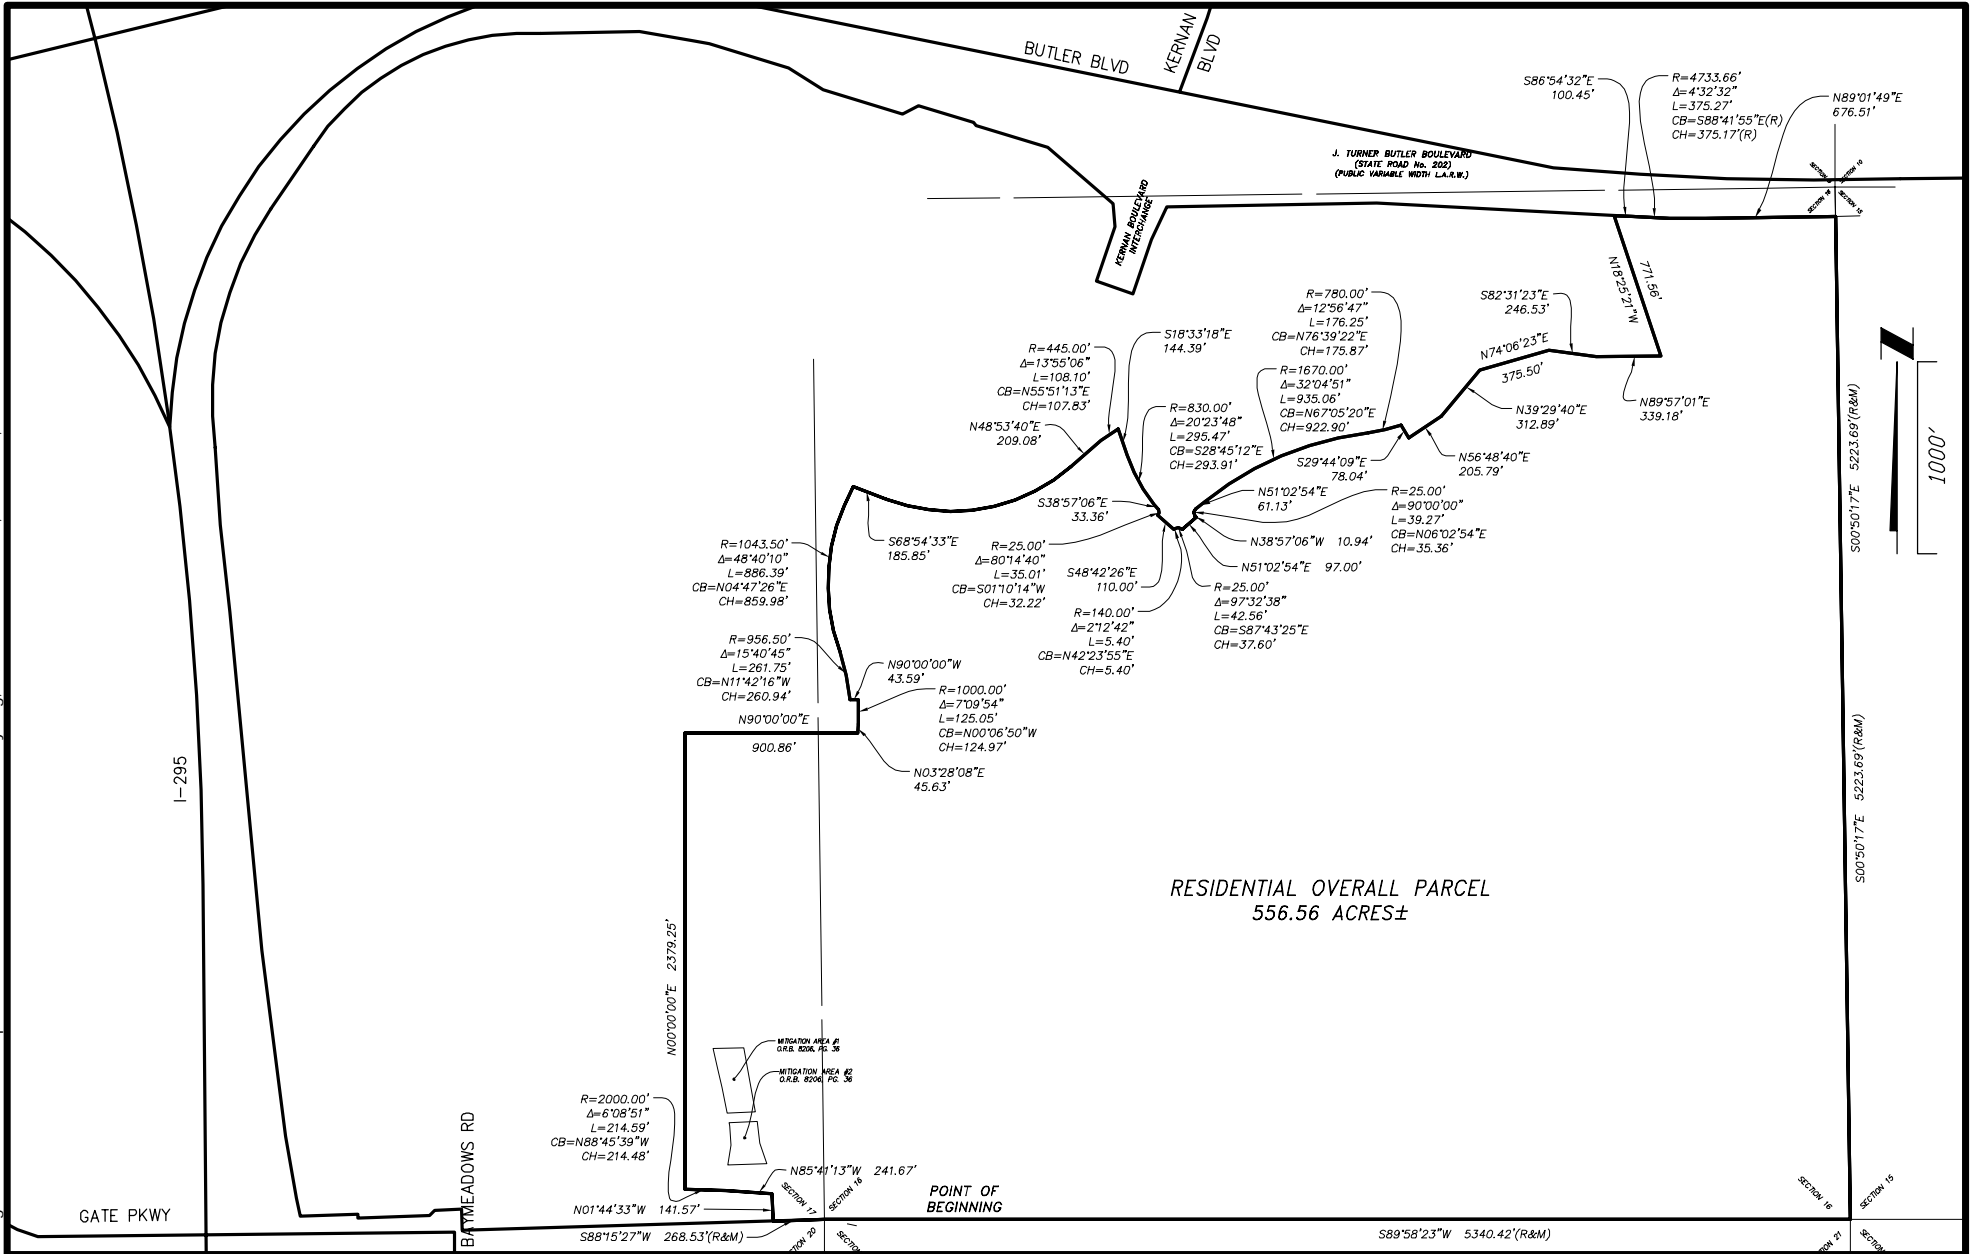 BUTLER BLVD
KERNAN
BLVD
S86°54'32"E
100.45'
R=4733.66'
Δ=4°32'32"
L=375.27'
CB=S88°41'55"E(R)
CH=375.17'(R)
N89°01'49"E
676.51'
J. TURNER BUTLER BOULEVARD
(STATE ROAD No. 202)
(PUBLIC VARIABLE WIDTH L.A.R.W.)
SECTION 10
SECTION 16
SECTION 15
KERNAN BOULEVARD
INTERCHANGE
N18°25'21"W
771.56'
R=780.00'
Δ=12°56'47"
L=176.25'
CB=N76°39'22"E
CH=175.87'
S82°31'23"E
246.53'
N74°06'23"E
375.50'
S18°33'18"E
144.39'
R=445.00'
Δ=13°55'06"
L=108.10'
CB=N55°51'13"E
CH=107.83'
R=1670.00'
Δ=32°04'51"
L=935.06'
CB=N67°05'20"E
CH=922.90'
N89°57'01"E
339.18'
N39°29'40"E
312.89'
R=830.00'
Δ=20°23'48"
L=295.47'
CB=S28°45'12"E
CH=293.91'
N48°53'40"E
209.08'
S29°44'09"E
78.04'
N56°48'40"E
205.79'
S00°50'17"E 5223.69'(R&M)
1000'
S38°57'06"E
33.36'
N51°02'54"E
61.13'
R=25.00'
Δ=90°00'00"
L=39.27'
CB=N06°02'54"E
CH=35.36'
N38°57'06"W 10.94'
N51°02'54"E 97.00'
S68°54'33"E
185.85'
R=1043.50'
Δ=48°40'10"
L=886.39'
CB=N04°47'26"E
CH=859.98'
R=25.00'
Δ=80°14'40"
L=35.01'
CB=S01°10'14"W
CH=32.22'
S48°42'26"E
110.00'
R=25.00'
Δ=97°32'38"
L=42.56'
CB=S87°43'25"E
CH=37.60'
R=140.00'
Δ=2°12'42"
L=5.40'
CB=N42°23'55"E
CH=5.40'
R=956.50'
Δ=15°40'45"
L=261.75'
CB=N11°42'16"W
CH=260.94'
N90°00'00"W
43.59'
R=1000.00'
Δ=7°09'54"
L=125.05'
CB=N00°06'50"W
CH=124.97'
N90°00'00"E
900.86'
N03°28'08"E
45.63'
I-295
S00°50'17"E 5223.69'(R&M)
RESIDENTIAL OVERALL PARCEL
556.56 ACRES±
N00°00'00"E 2379.25'
MITIGATION AREA #1
O.R.B. 8206, PG. 36
MITIGATION AREA #2
O.R.B. 8206, PG. 36
R=2000.00'
Δ=6°08'51"
L=214.59'
CB=N88°45'39"W
CH=214.48'
BAYMEADOWS RD
N85°41'13"W 241.67'
SECTION 17
SECTION 16
POINT OF
BEGINNING
N01°44'33"W 141.57'
GATE PKWY
S88°15'27"W 268.53'(R&M)
SECTION 20
S89°58'23"W 5340.42'(R&M)
SECTION 16
SECTION 15